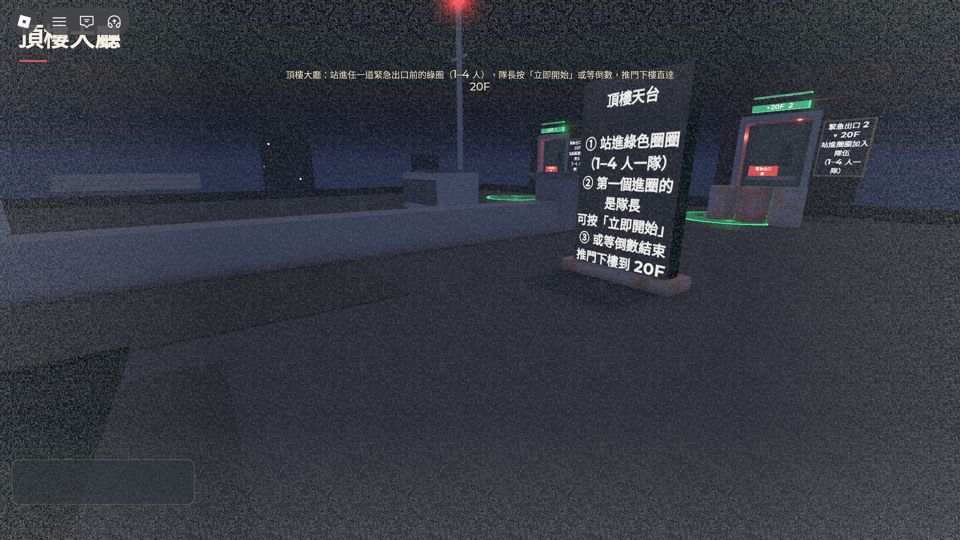 頂樓大廳
頂樓大廳：站進任一道緊急出口前的綠圈（1–4 人），隊長按「立即開始」或等倒數，推門下樓直達
20F
頂樓天台
① 站進綠色圈圈
（1–4 人一隊）
② 第一個進圈的
是隊長
可按「立即開始」
③ 或等倒數結束
推門下樓到 20F
20F 2
緊急出口 2
▼ 20F
站進圈圈加入
隊伍
（1–4 人一
隊）